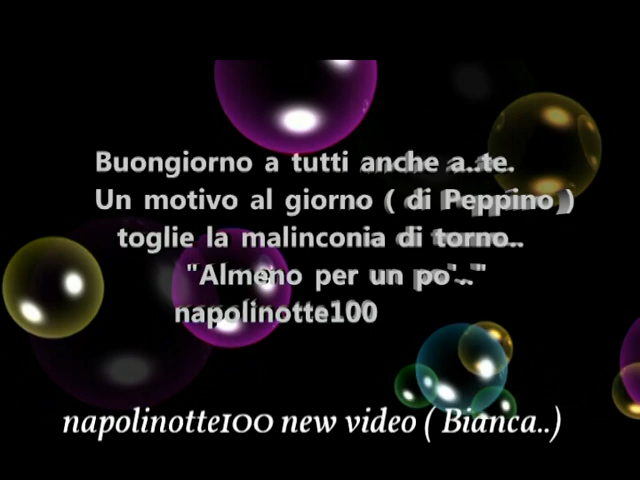 Buongiorno a tutti anche a..te.
Un motivo al giorno ( di Peppino )
toglie la malinconia di torno..
"Almeno per un po'.."
napolinotte100
napolinotte100 new video ( Bianca..)